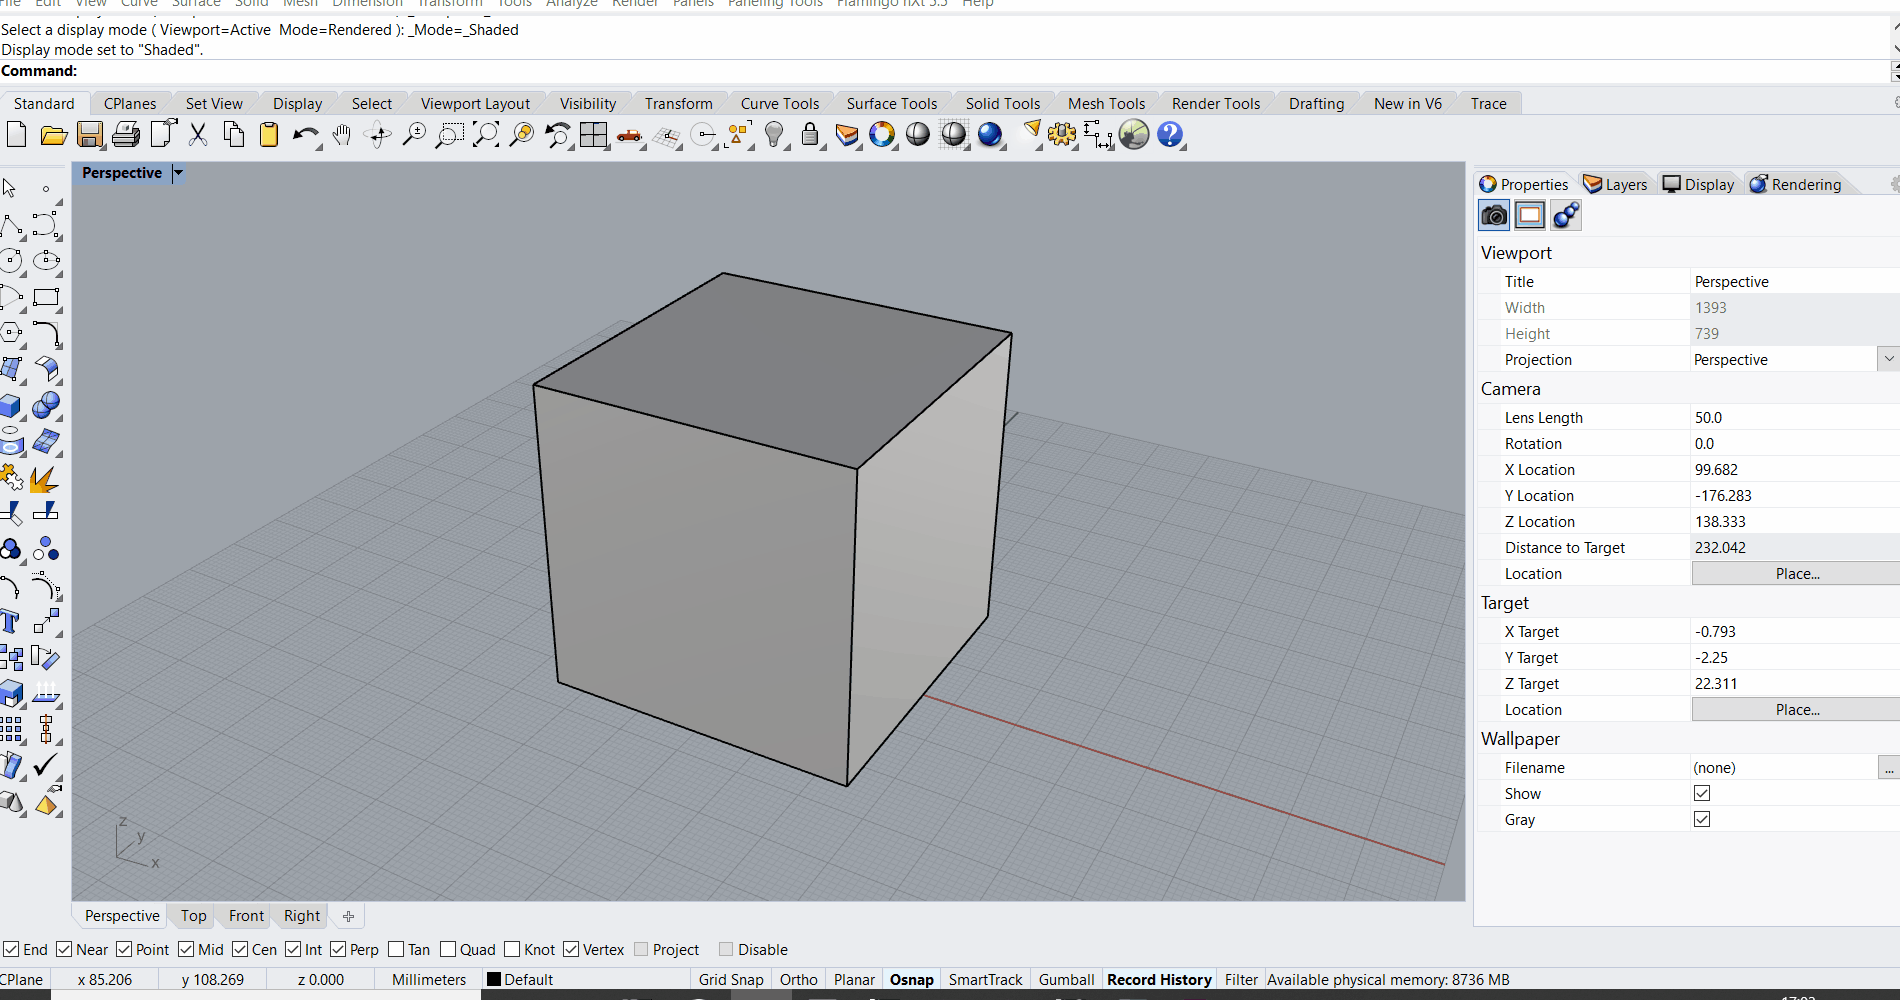 File Edit View Curve Surface Solid Mesh Dimension Transform Tools Analyze Render Panels Paneling Tools Flamingo nXt 5.5 Help
Select a display mode ( Viewport=Active Mode=Rendered ): _Mode=_Shaded
Display mode set to "Shaded".
Command:
Standard CPlanes Set View Display Select Viewport Layout Visibility Transform Curve Tools Surface Tools Solid Tools Mesh Tools Render Tools Drafting New in V6 Trace
Perspective
Properties Layers Display Rendering
Viewport
Title Perspective
Width 1393
Height 739
Projection Perspective
Camera
Lens Length 50.0
Rotation 0.0
X Location 99.682
Y Location -176.283
Z Location 138.333
Distance to Target 232.042
Location Place...
Target
X Target -0.793
Y Target -2.25
Z Target 22.311
Location Place...
Wallpaper
Filename (none) ...
Show
Gray
z
y
x
Perspective Top Front Right
End Near Point Mid Cen Int Perp Tan Quad Knot Vertex Project Disable
CPlane x 85.206 y 108.269 z 0.000 Millimeters Default Grid Snap Ortho Planar Osnap SmartTrack Gumball Record History Filter Available physical memory: 8736 MB